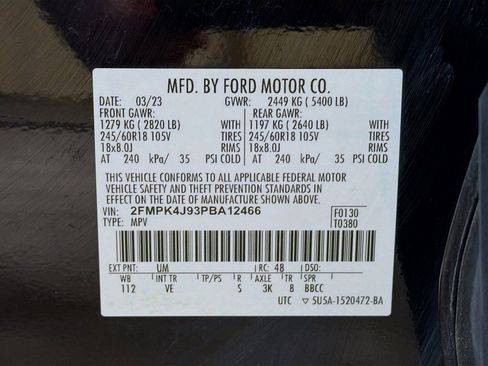 MFD. BY FORD MOTOR CO.
DATE: 03/23 GVWR: 2449 KG ( 5400 LB)
FRONT GAWR: REAR GAWR:
1279 KG ( 2820 LB) WITH 1197 KG ( 2640 LB) WITH
245/60R18 105V TIRES 245/60R18 105V TIRES
18x8.0J RIMS 18x8.0J RIMS
AT 240 kPa/ 35 PSI COLD AT 240 kPa/ 35 PSI COLD
THIS VEHICLE CONFORMS TO ALL APPLICABLE FEDERAL MOTOR
VEHICLE SAFETY AND THEFT PREVENTION STANDARDS IN
EFFECT ON THE DATE OF MANUFACTURE SHOWN ABOVE.
VIN: 2FMPK4J93PBA12466 F0130
TYPE: MPV T0380
EXT PNT: UM RC: 48 DSO:
WB INT TR TP/PS R AXLE TR SPR
112 VE S 3K 8 BBCC
UTC ▽ 5U5A-1520472-BA